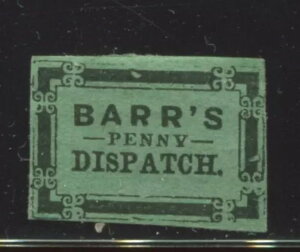 BARR'S
—PENNY—
DISPATCH.